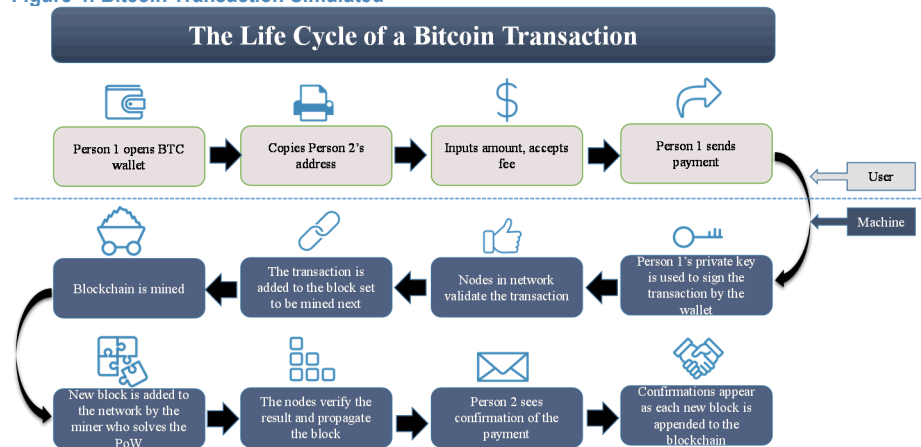 Figure 1. Bitcoin Transaction Simulated
The Life Cycle of a Bitcoin Transaction
Person 1 opens BTC
wallet
Copies Person 2's
address
Inputs amount, accepts
fee
Person 1 sends
payment
User
Machine
Person 1's private key
is used to sign the
transaction by the
wallet
Nodes in network
validate the transaction
The transaction is
added to the block set
to be mined next
Blockchain is mined
New block is added to
the network by the
miner who solves the
PoW
The nodes verify the
result and propagate
the block
Person 2 sees
confirmation of the
payment
Confirmations appear
as each new block is
appended to the
blockchain